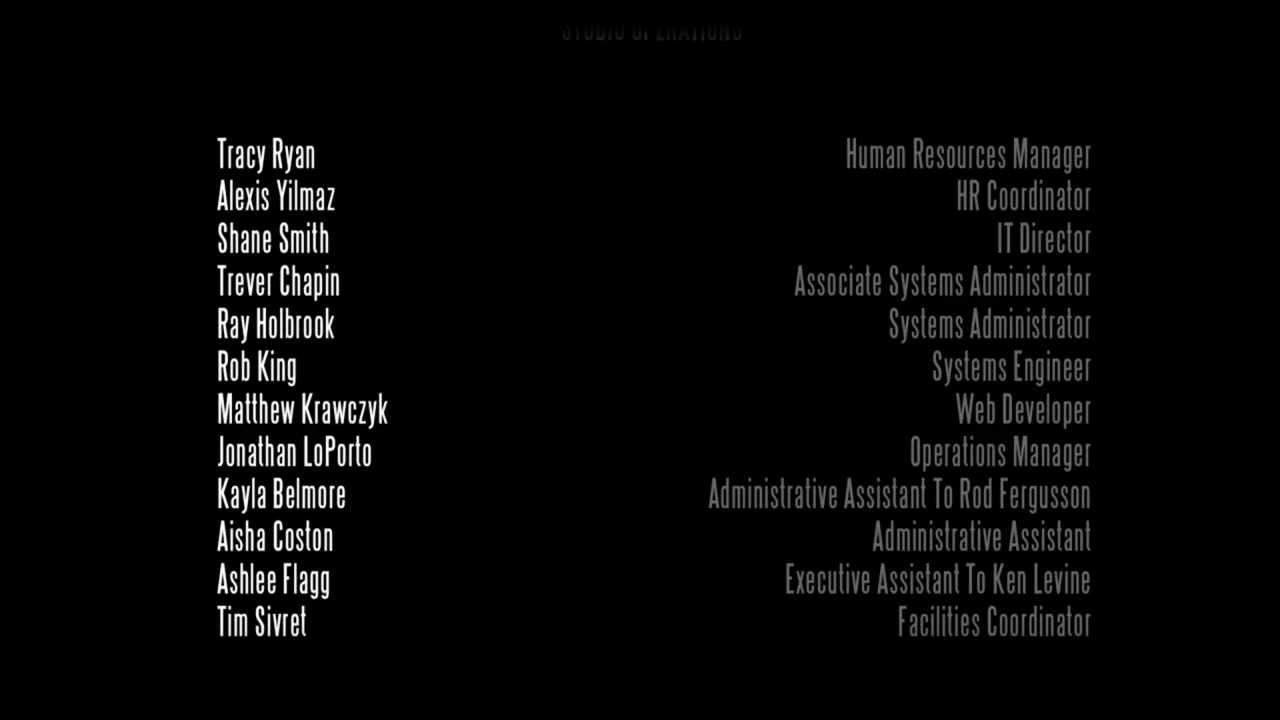 STUDIO OPERATIONS
Tracy Ryan Human Resources Manager
Alexis Yilmaz HR Coordinator
Shane Smith IT Director
Trever Chapin Associate Systems Administrator
Ray Holbrook Systems Administrator
Rob King Systems Engineer
Matthew Krawczyk Web Developer
Jonathan LoPorto Operations Manager
Kayla Belmore Administrative Assistant To Rod Fergusson
Aisha Coston Administrative Assistant
Ashlee Flagg Executive Assistant To Ken Levine
Tim Sivret Facilities Coordinator